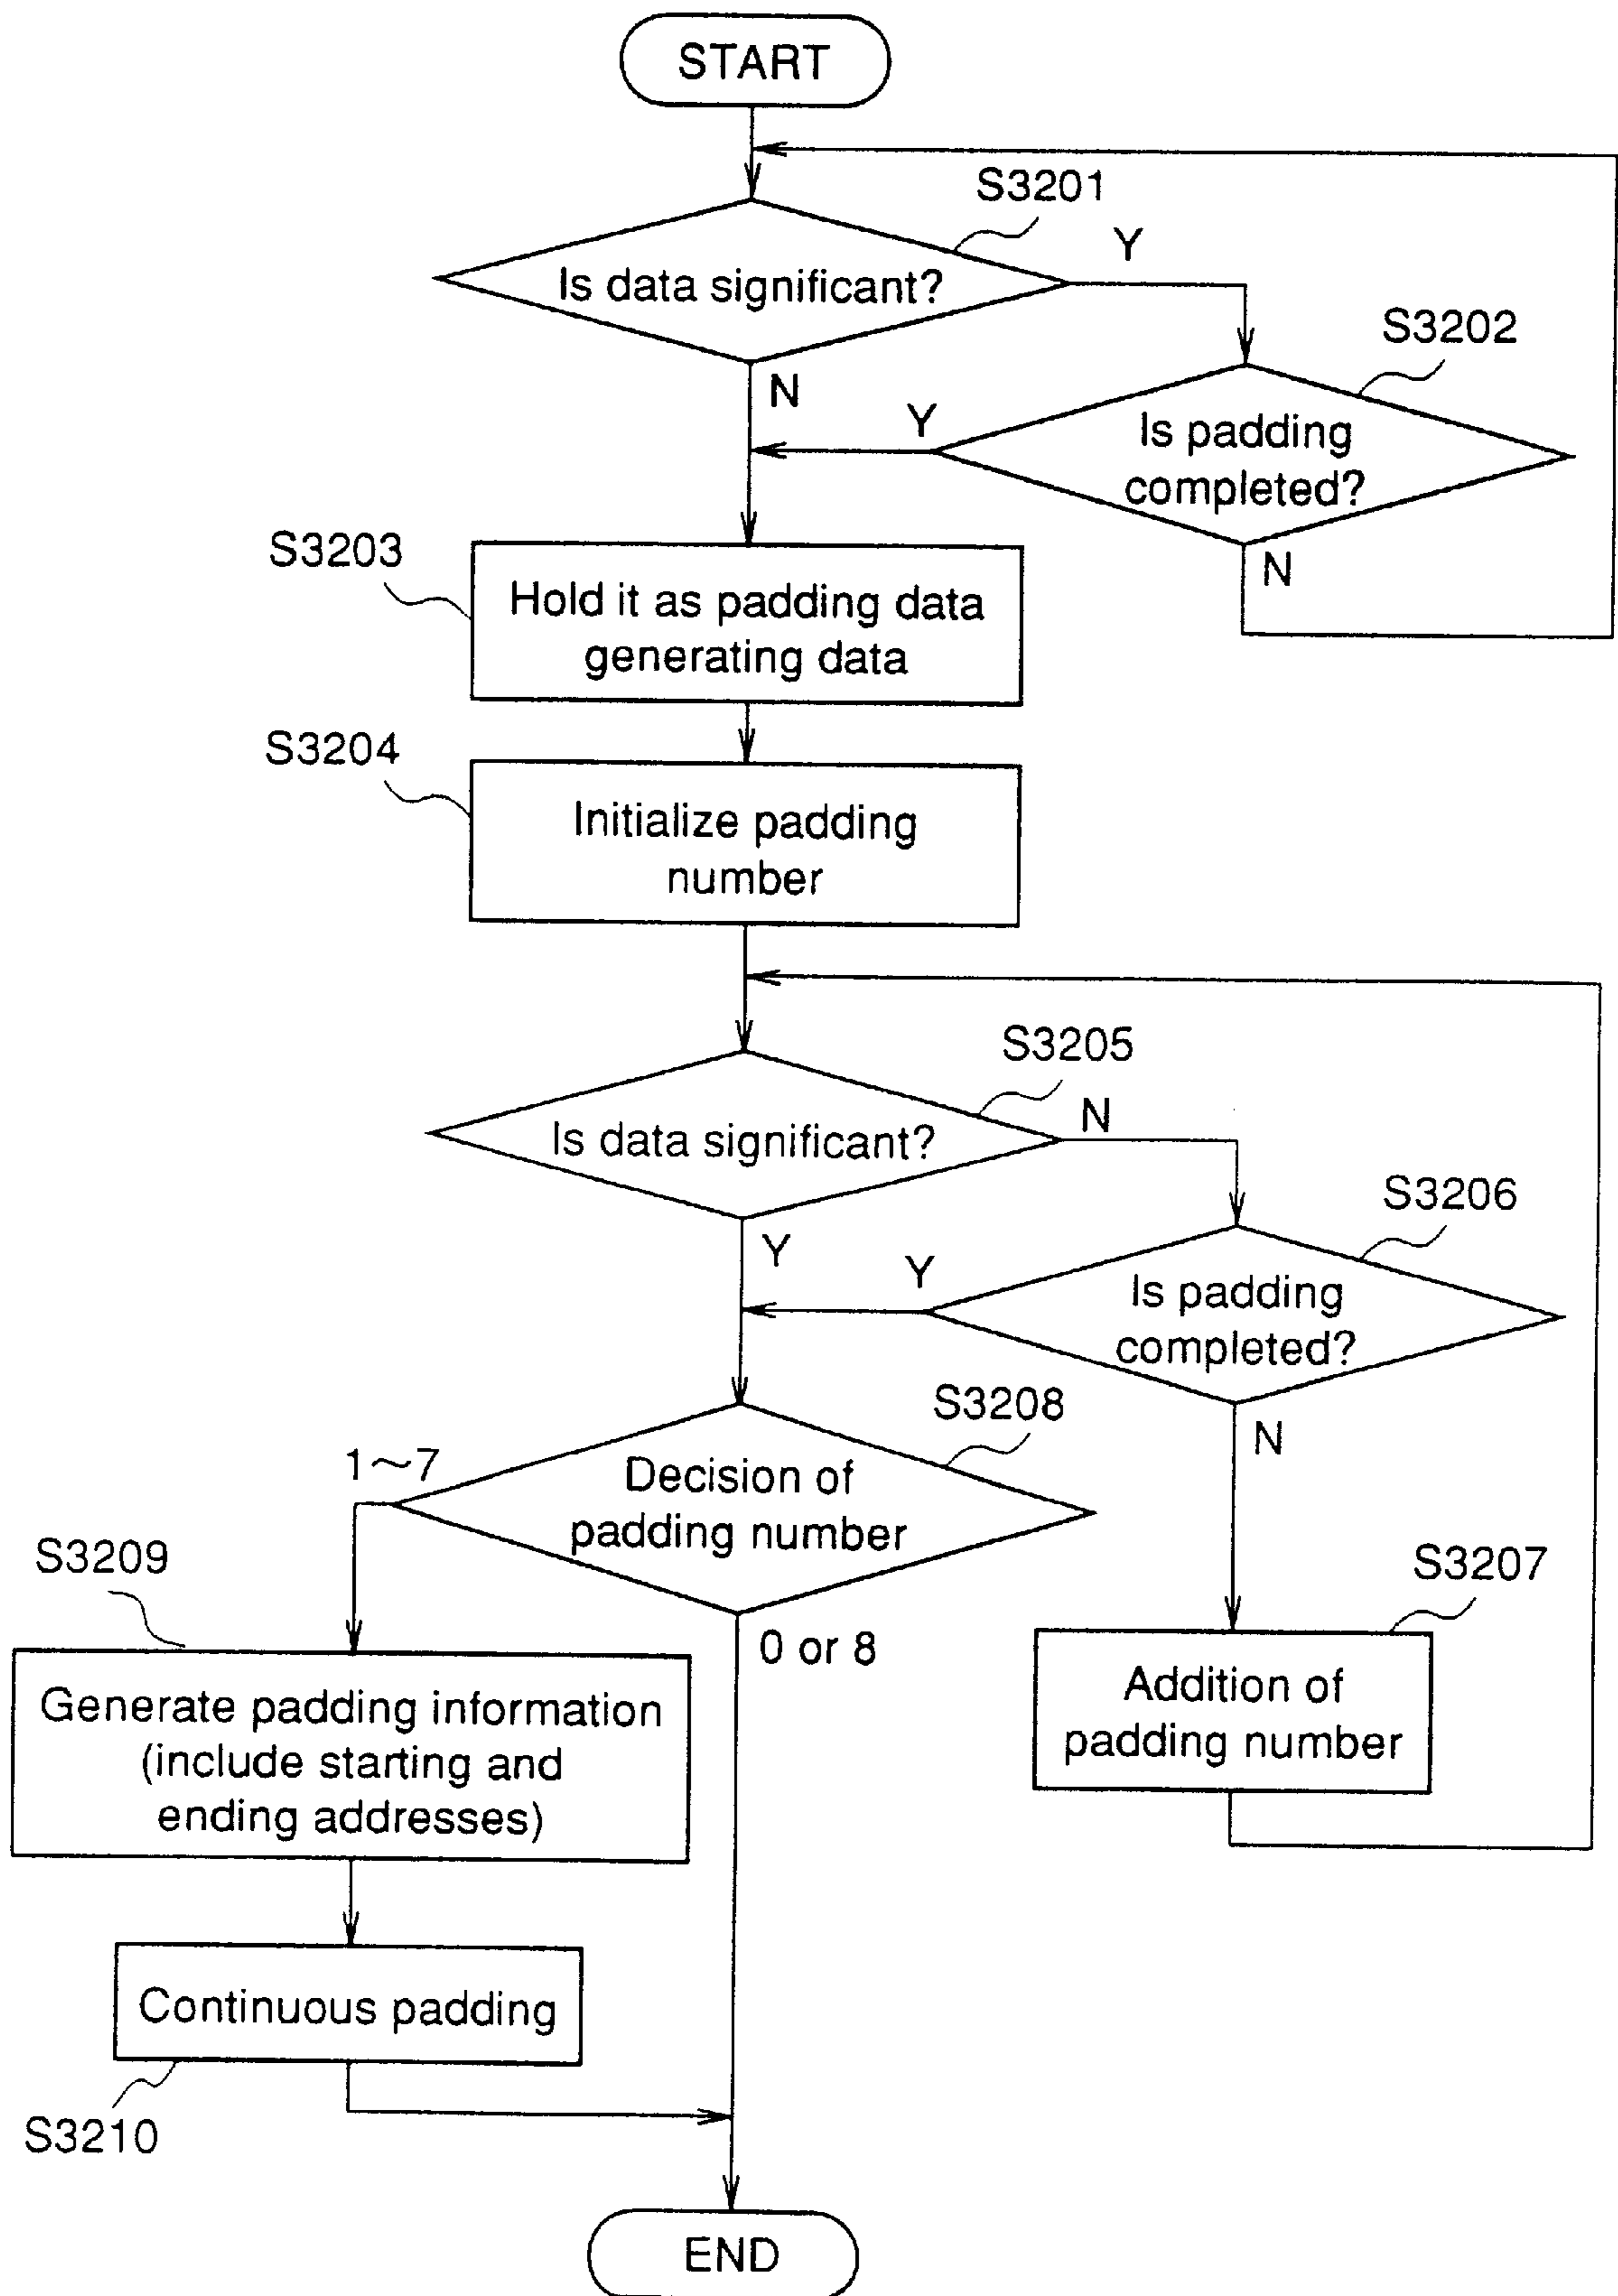 START
S3201
Y
Is data significant?
S3202
N
Y
Is padding
completed?
N
S3203
Hold it as padding data
generating data
S3204
Initialize padding
number
S3205
N
Is data significant?
S3206
Y
Y
Is padding
completed?
N
S3208
1~7
Decision of
padding number
0 or 8
S3207
Addition of
padding number
S3209
Generate padding information
(include starting and
ending addresses)
Continuous padding
S3210
END